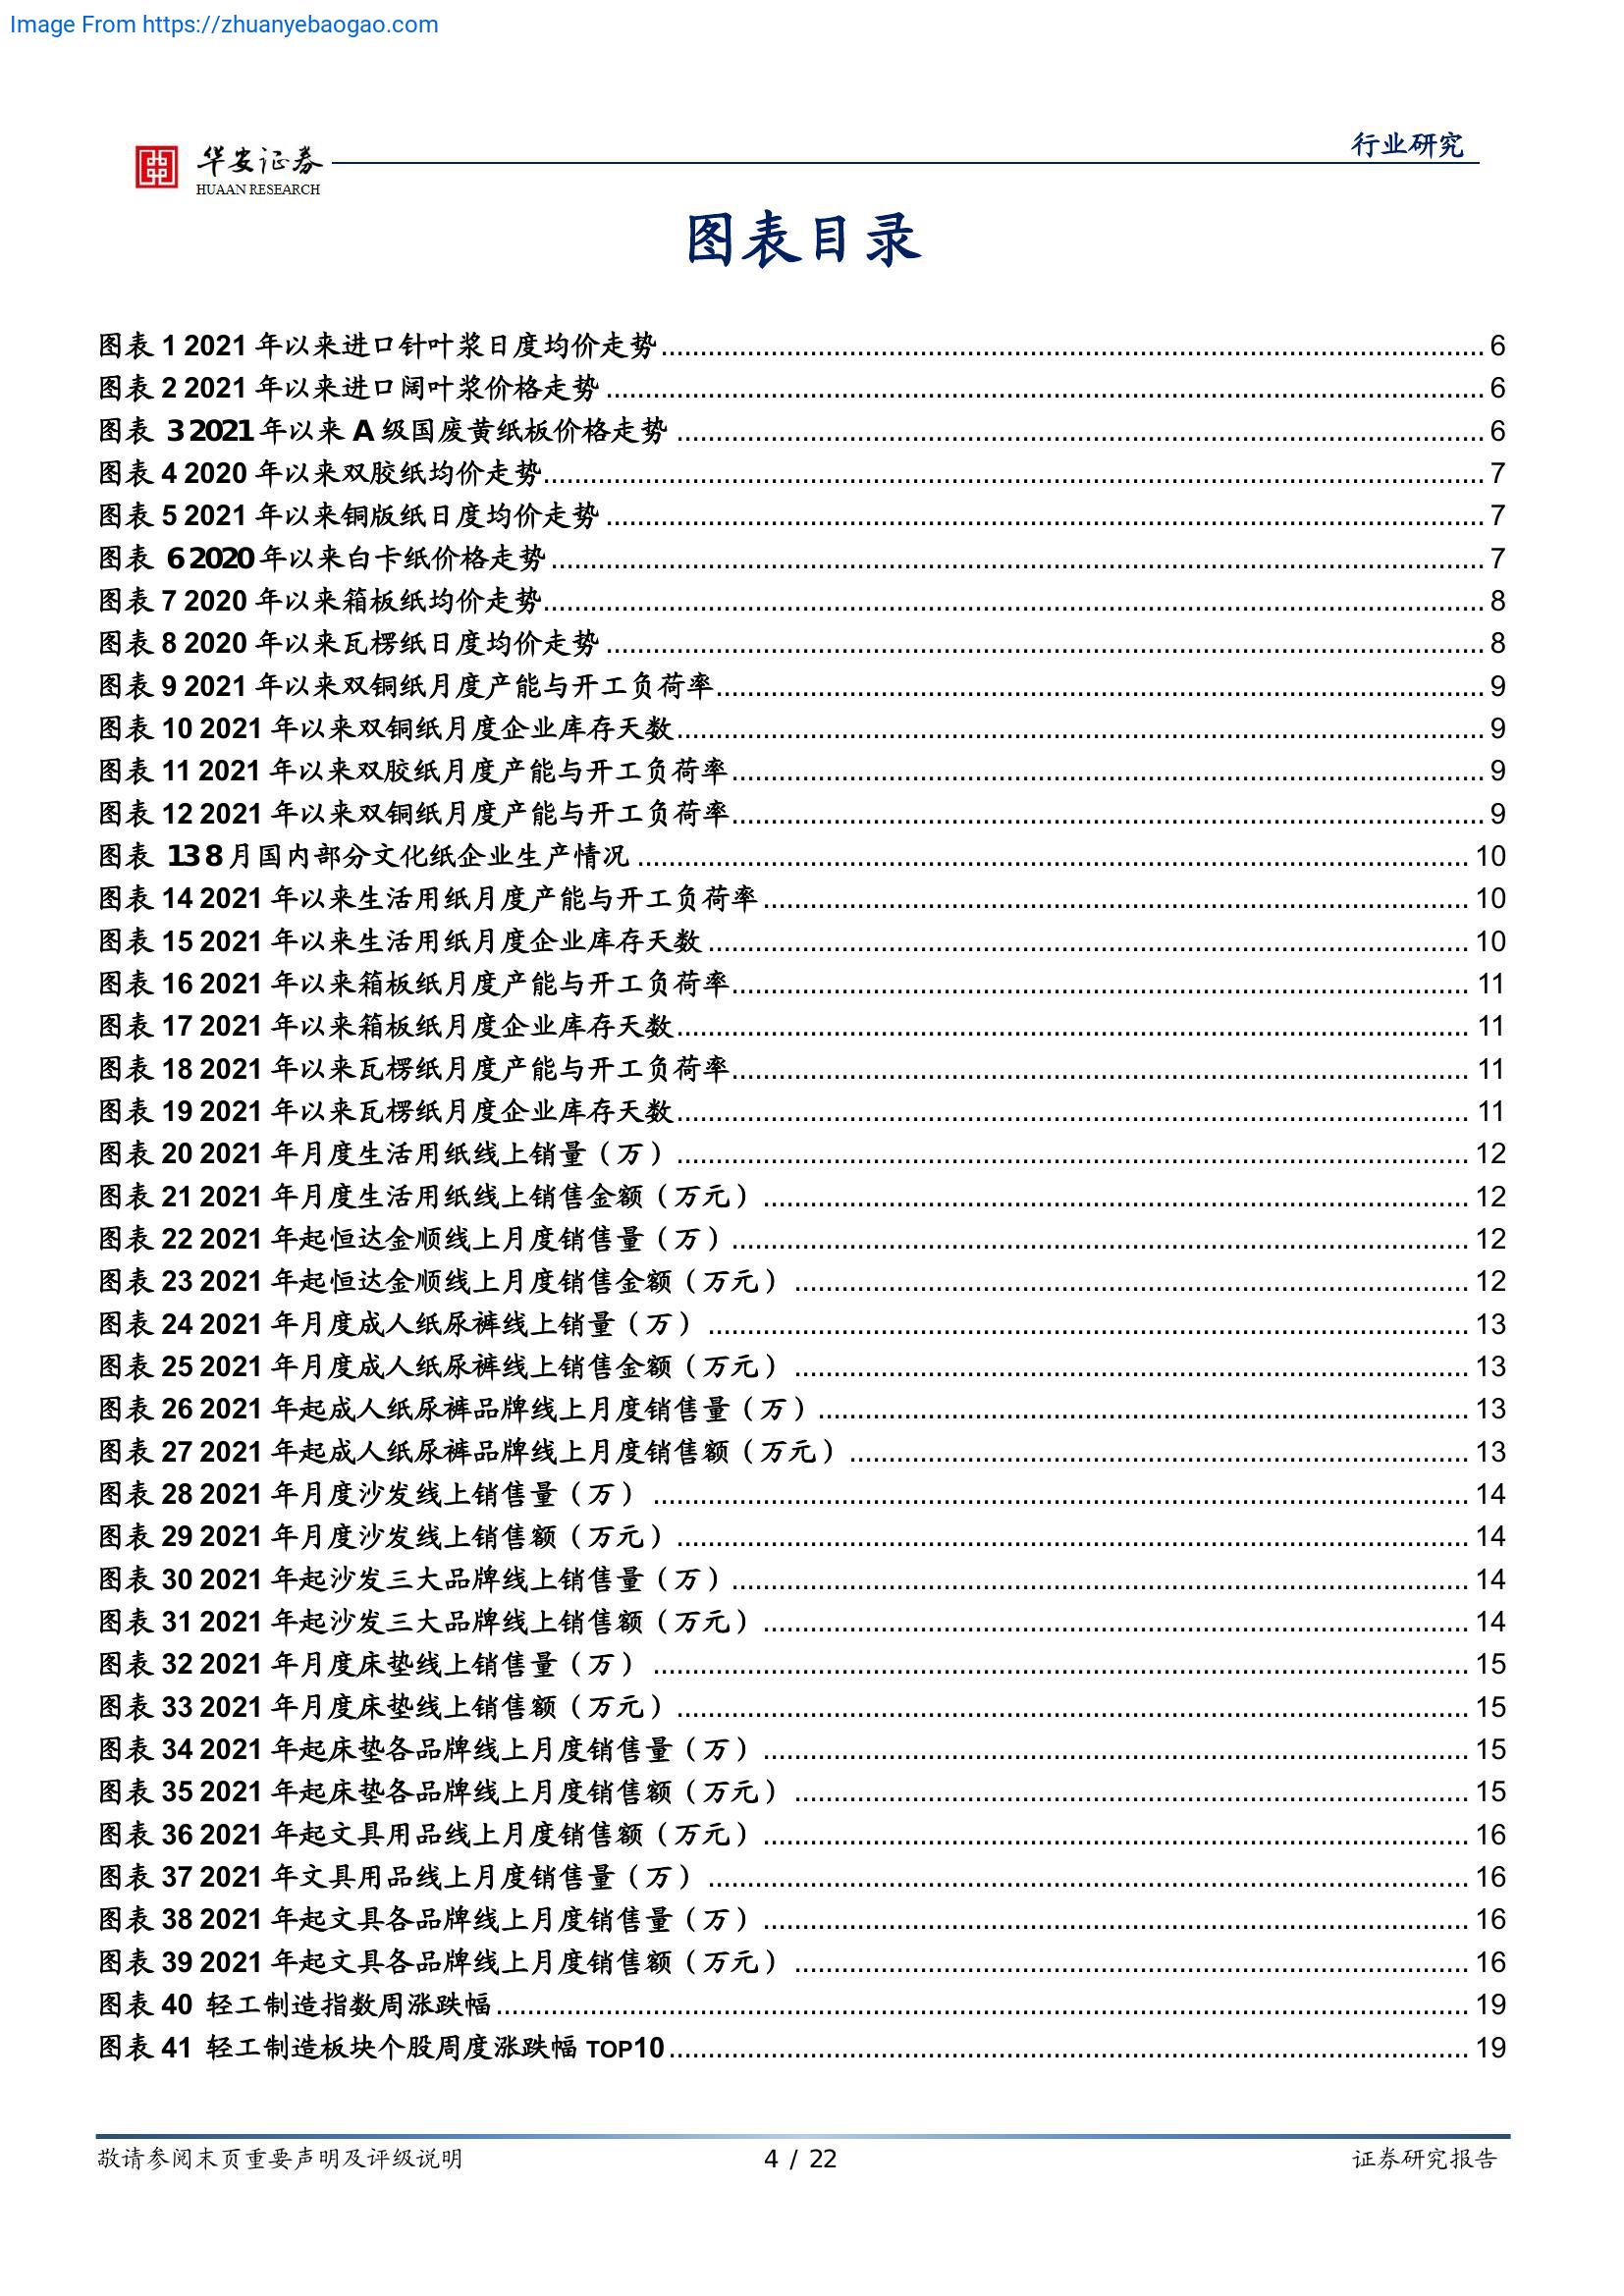 Image From https://zhuanyebaogao.com
华安证券
HUAAN RESEARCH
行业研究
图表目录
图表 1 2021 年以来进口针叶浆日度均价走势 6
图表 2 2021 年以来进口阔叶浆价格走势 6
图表 3 2021 年以来 A 级国废黄纸板价格走势 6
图表 4 2020 年以来双胶纸均价走势 7
图表 5 2021 年以来铜版纸日度均价走势 7
图表 6 2020 年以来白卡纸价格走势 7
图表 7 2020 年以来箱板纸均价走势 8
图表 8 2020 年以来瓦楞纸日度均价走势 8
图表 9 2021 年以来双铜纸月度产能与开工负荷率 9
图表 10 2021 年以来双铜纸月度企业库存天数 9
图表 11 2021 年以来双胶纸月度产能与开工负荷率 9
图表 12 2021 年以来双铜纸月度产能与开工负荷率 9
图表 13 8 月国内部分文化纸企业生产情况 10
图表 14 2021 年以来生活用纸月度产能与开工负荷率 10
图表 15 2021 年以来生活用纸月度企业库存天数 10
图表 16 2021 年以来箱板纸月度产能与开工负荷率 11
图表 17 2021 年以来箱板纸月度企业库存天数 11
图表 18 2021 年以来瓦楞纸月度产能与开工负荷率 11
图表 19 2021 年以来瓦楞纸月度企业库存天数 11
图表 20 2021 年月度生活用纸线上销量（万） 12
图表 21 2021 年月度生活用纸线上销售金额（万元） 12
图表 22 2021 年起恒达金顺线上月度销售量（万） 12
图表 23 2021 年起恒达金顺线上月度销售金额（万元） 12
图表 24 2021 年月度成人纸尿裤线上销量（万） 13
图表 25 2021 年月度成人纸尿裤线上销售金额（万元） 13
图表 26 2021 年起成人纸尿裤品牌线上月度销售量（万） 13
图表 27 2021 年起成人纸尿裤品牌线上月度销售额（万元） 13
图表 28 2021 年月度沙发线上销售量（万） 14
图表 29 2021 年月度沙发线上销售额（万元） 14
图表 30 2021 年起沙发三大品牌线上销售量（万） 14
图表 31 2021 年起沙发三大品牌线上销售额（万元） 14
图表 32 2021 年月度床垫线上销售量（万） 15
图表 33 2021 年月度床垫线上销售额（万元） 15
图表 34 2021 年起床垫各品牌线上月度销售量（万） 15
图表 35 2021 年起床垫各品牌线上月度销售额（万元） 15
图表 36 2021 年起文具用品线上月度销售额（万元） 16
图表 37 2021 年文具用品线上月度销售量（万） 16
图表 38 2021 年起文具各品牌线上月度销售量（万） 16
图表 39 2021 年起文具各品牌线上月度销售额（万元） 16
图表 40 轻工制造指数周涨跌幅 19
图表 41 轻工制造板块个股周度涨跌幅 TOP10 19
敬请参阅末页重要声明及评级说明
4 / 22
证券研究报告